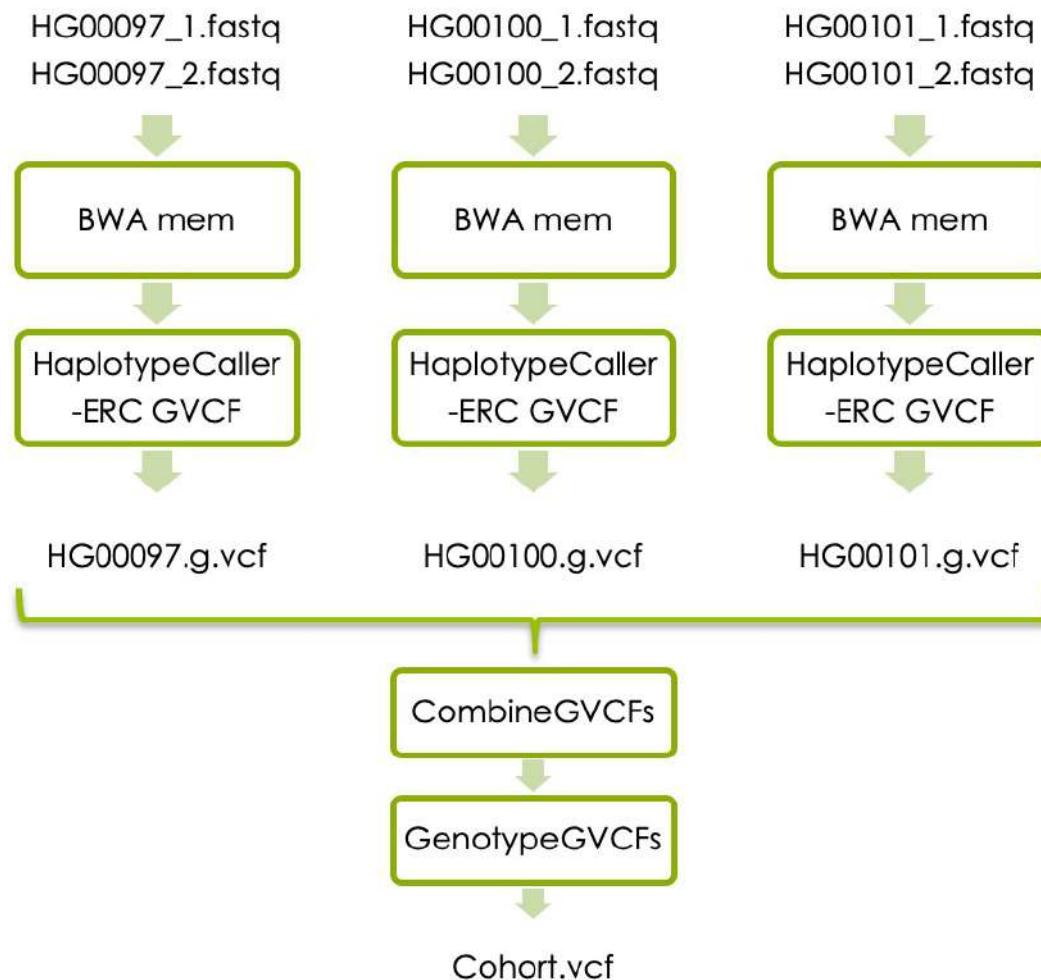 HG00097_1.fastq
HG00097_2.fastq
HG00100_1.fastq
HG00100_2.fastq
HG00101_1.fastq
HG00101_2.fastq
BWA mem
BWA mem
BWA mem
HaplotypeCaller
-ERC GVCF
HaplotypeCaller
-ERC GVCF
HaplotypeCaller
-ERC GVCF
HG00097.g.vcf
HG00100.g.vcf
HG00101.g.vcf
CombineGVCFs
GenotypeGVCFs
Cohort.vcf